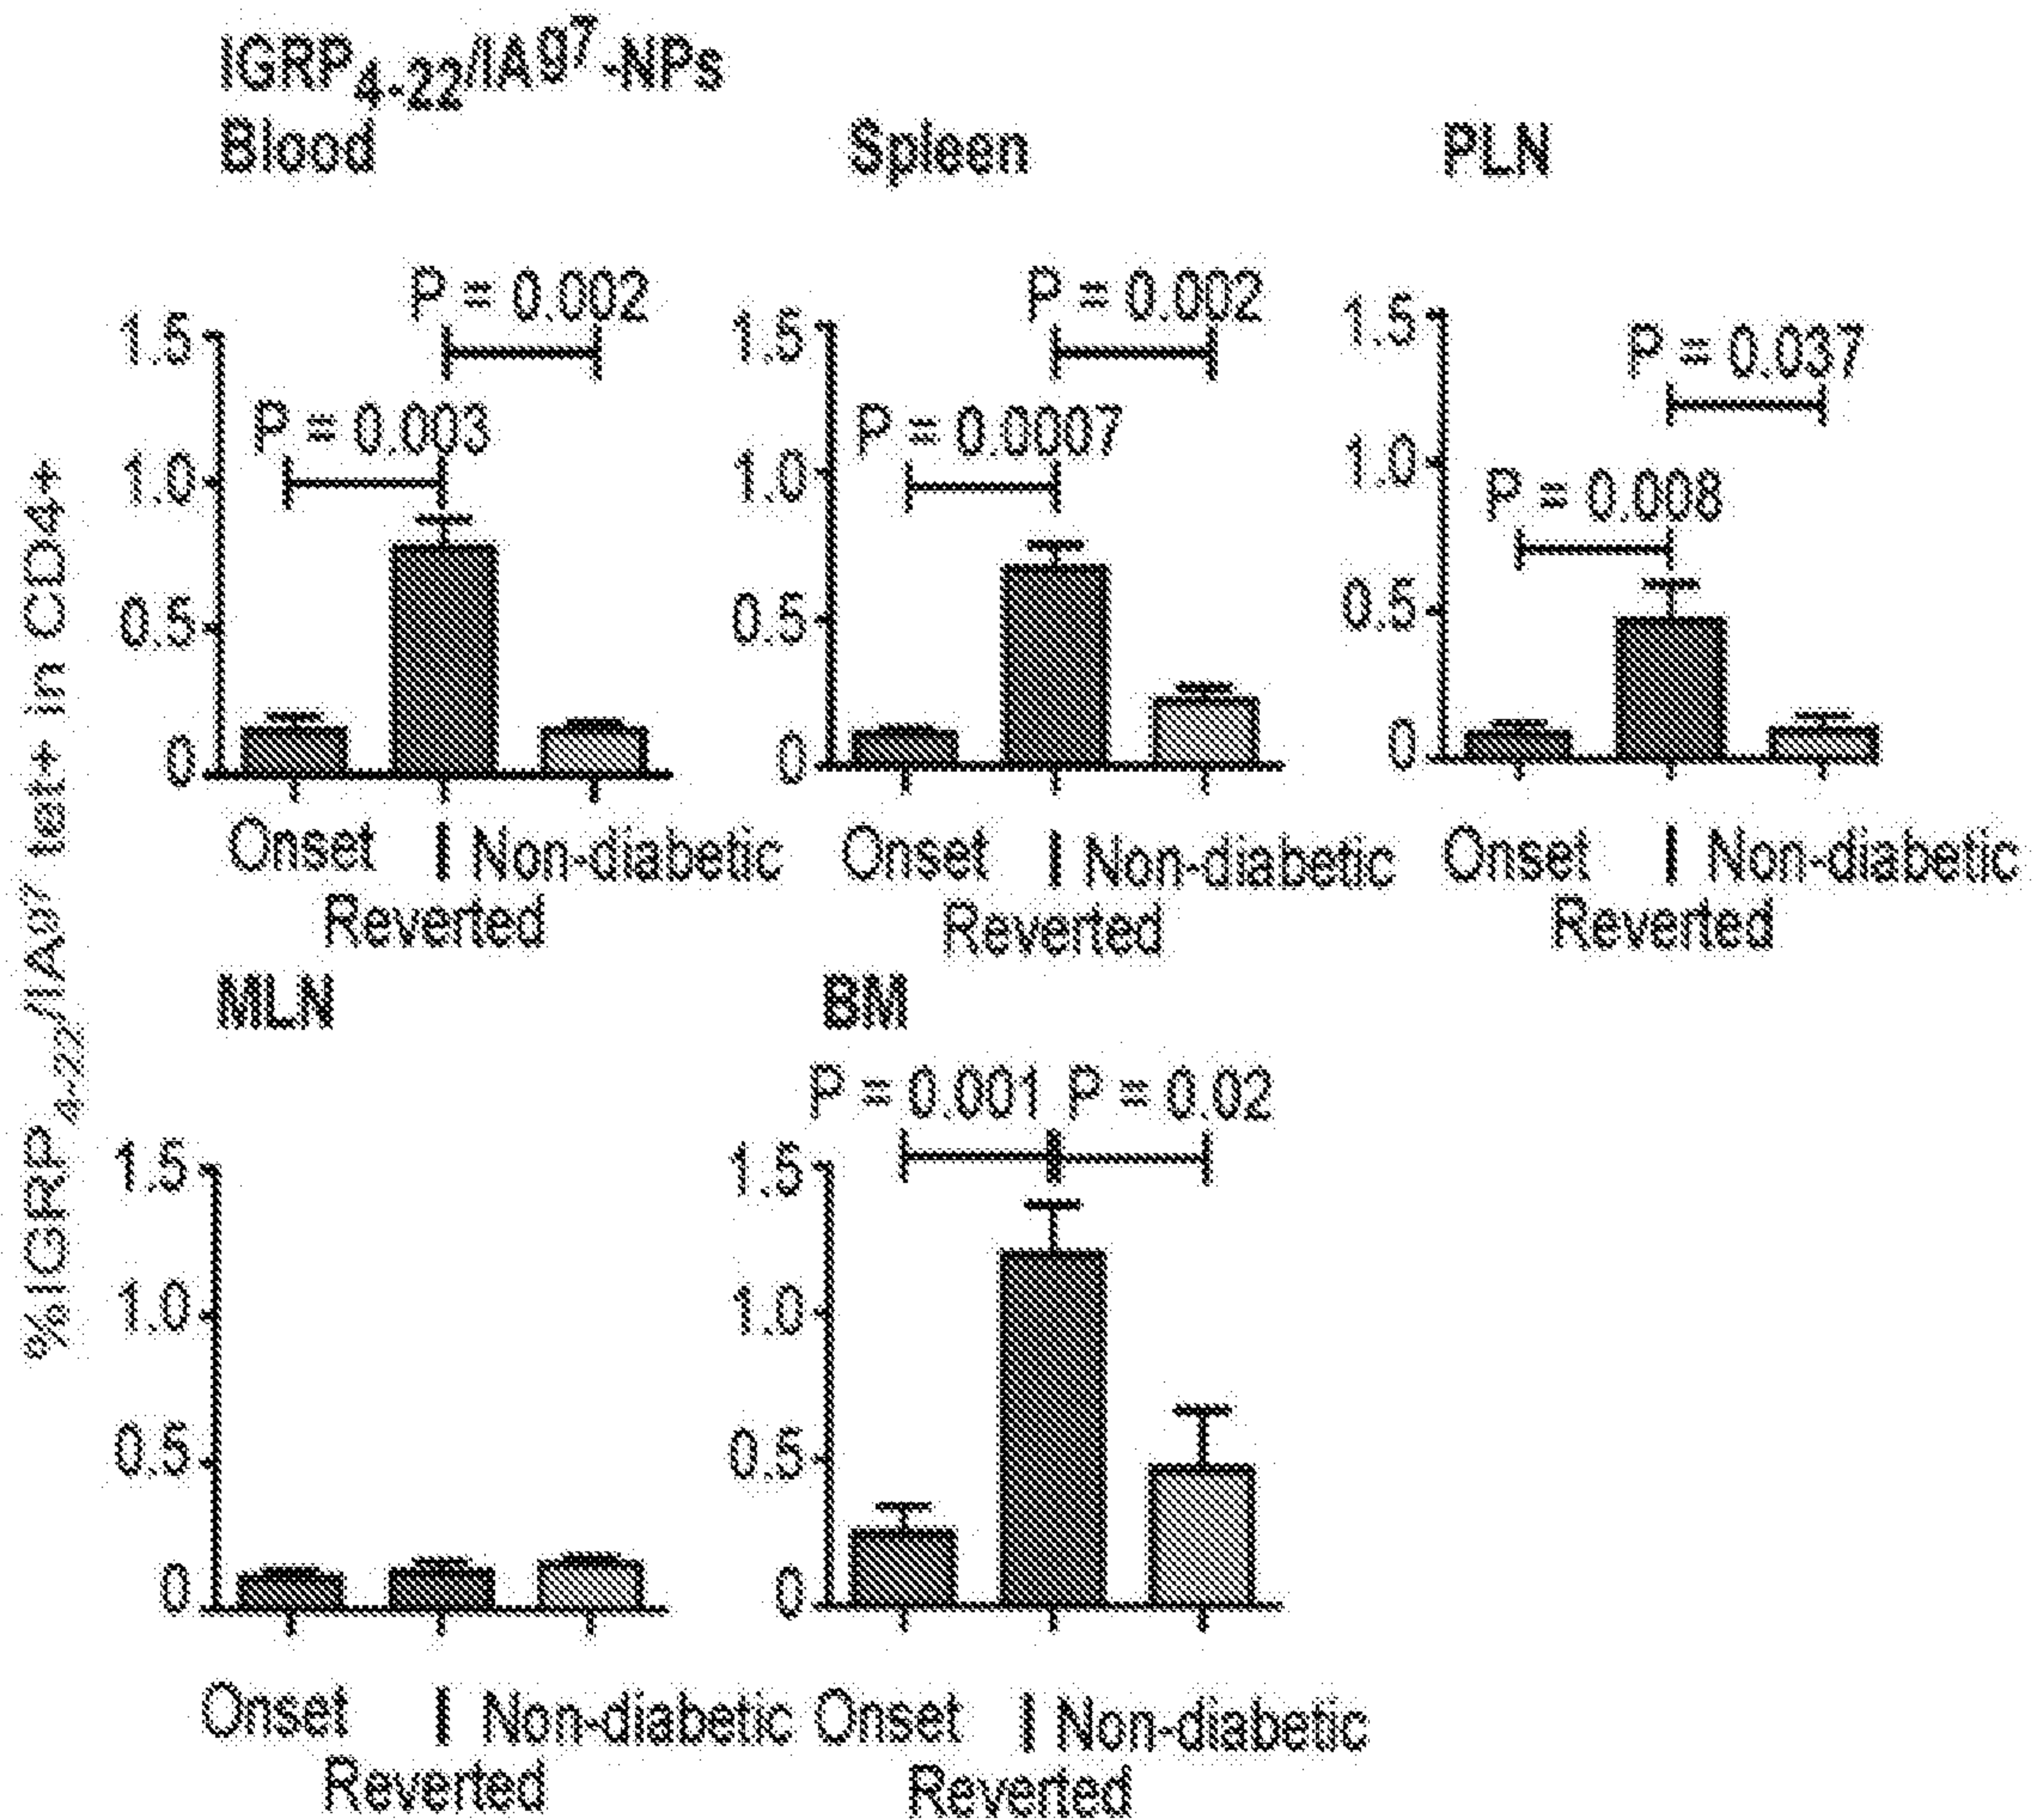 IGRP4-22/IAg7-NPs
Blood
Spleen
PLN
%IGRP4-22/IAg7 tet+ in CD4+
P = 0.002
P = 0.003
1.5
1.0
0.5
0
Onset
Reverted
Non-diabetic
P = 0.002
P = 0.0007
1.5
1.0
0.5
0
Onset
Reverted
Non-diabetic
P = 0.037
P = 0.008
1.5
1.0
0.5
0
Onset
Reverted
Non-diabetic
MLN
1.5
1.0
0.5
0
Onset
Reverted
Non-diabetic
BM
P = 0.001
P = 0.02
1.5
1.0
0.5
0
Onset
Reverted
Non-diabetic